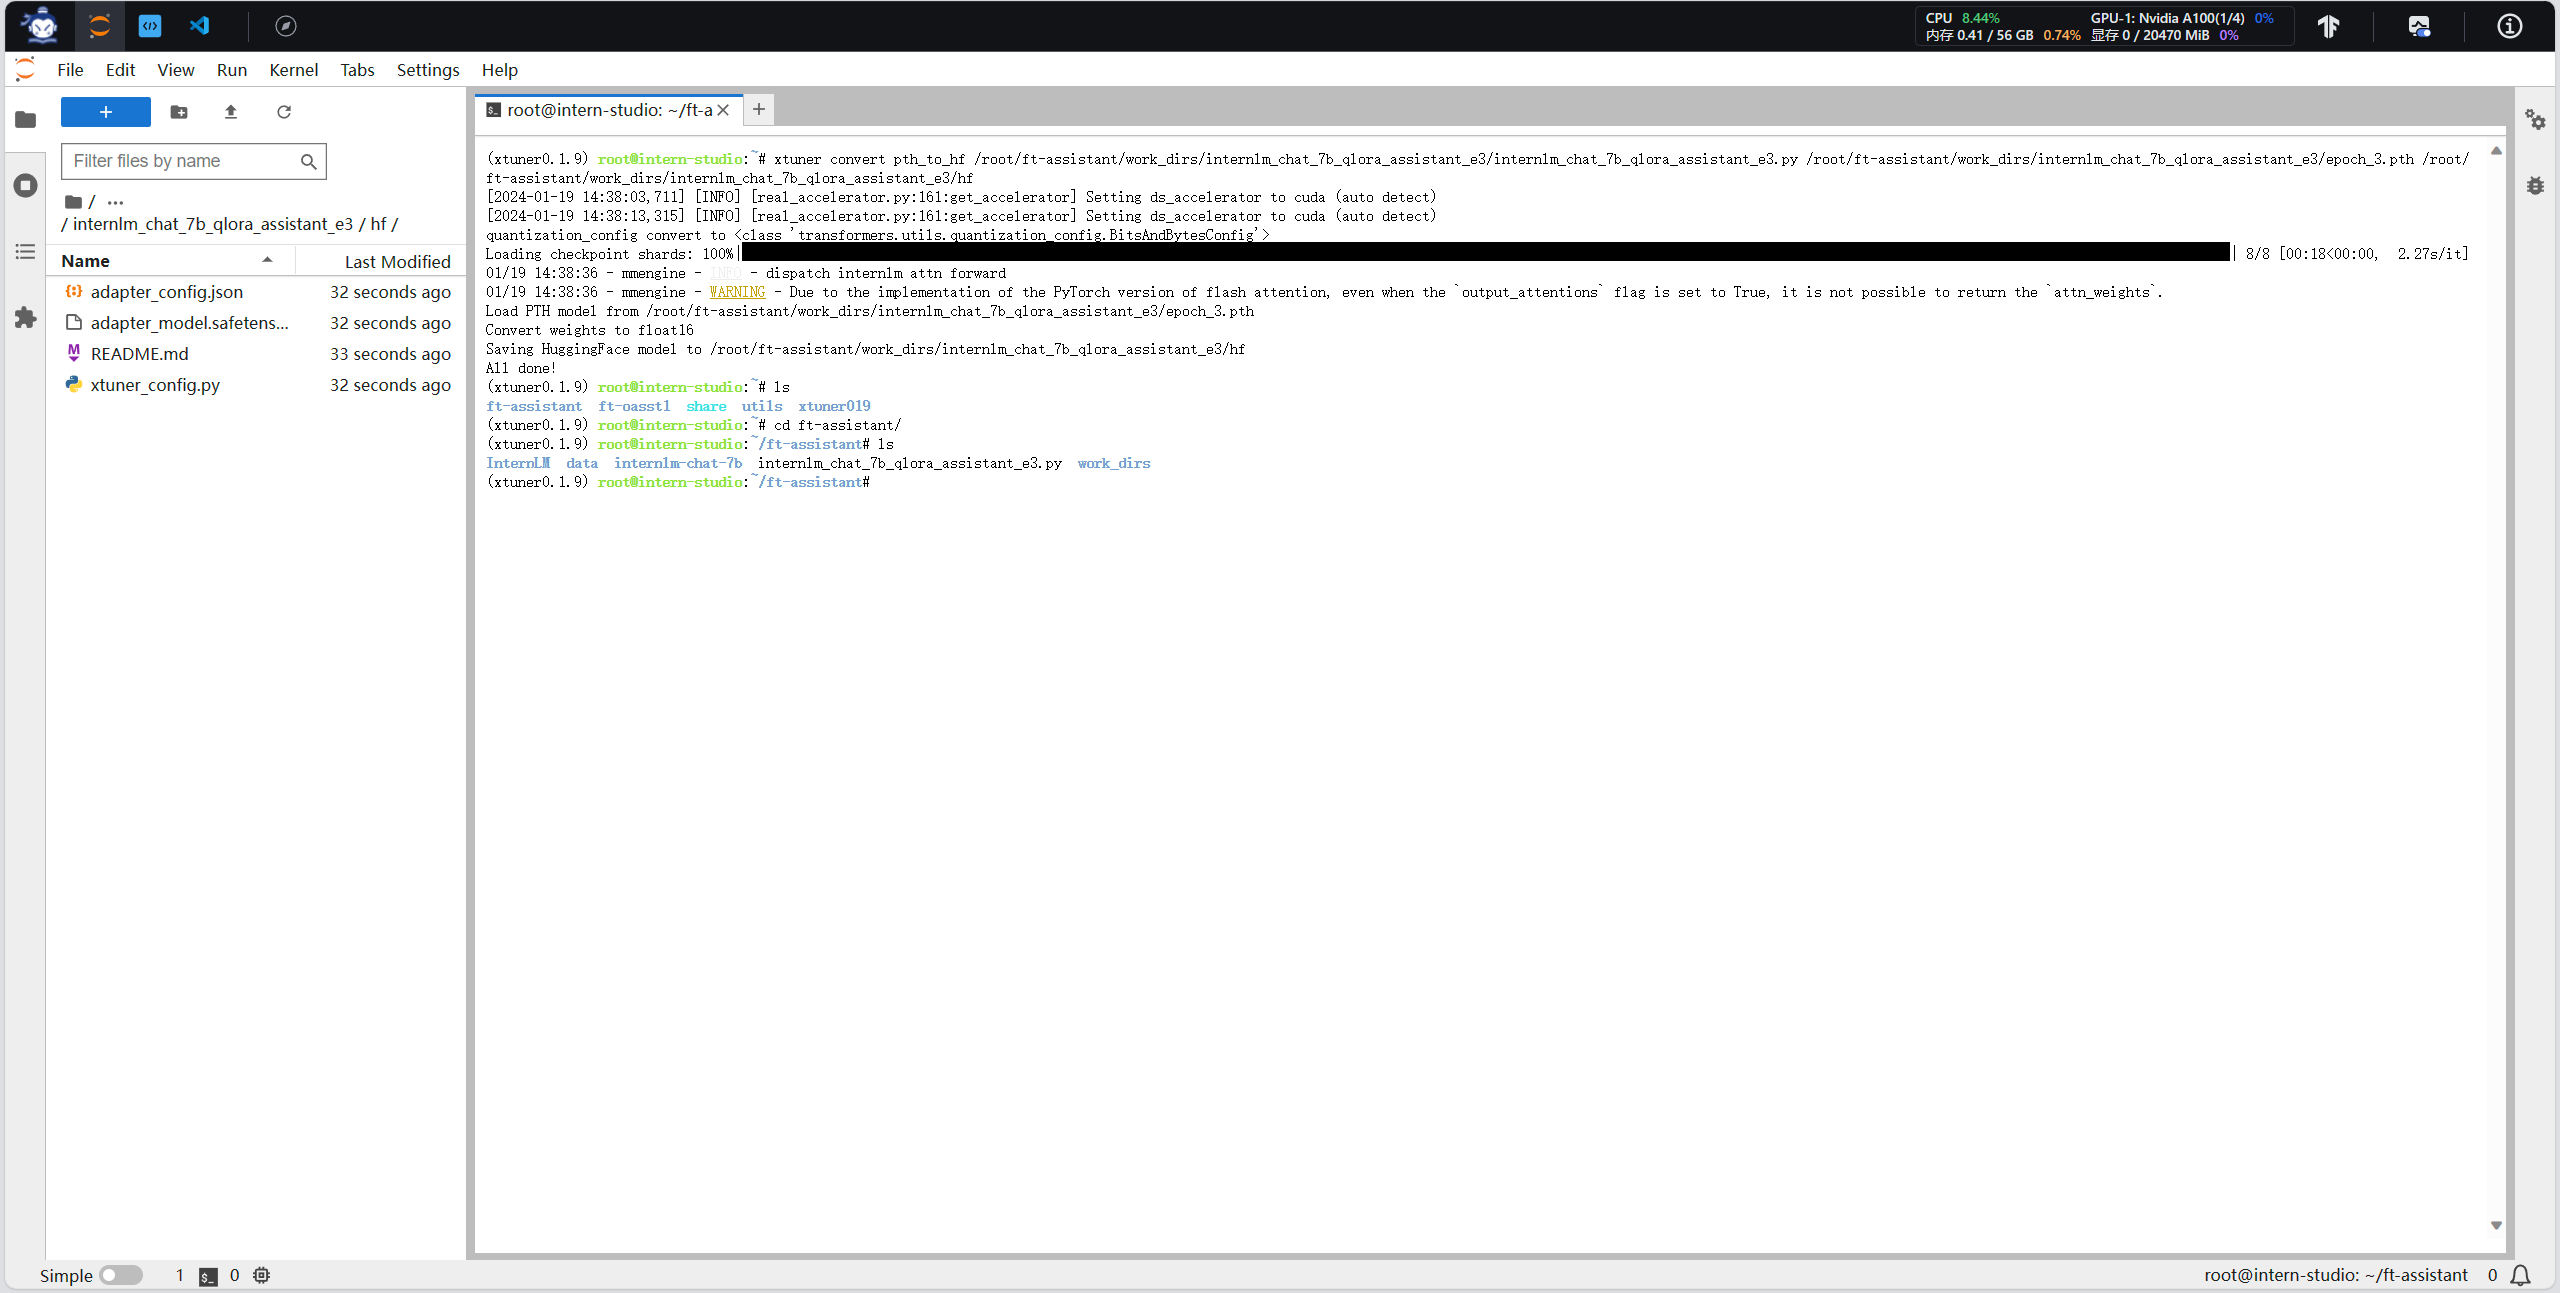 CPU 8.44% GPU-1: Nvidia A100(1/4) 0%
内存 0.41 / 56 GB 0.74% 显存 0 / 20470 MiB 0%
File Edit View Run Kernel Tabs Settings Help
root@intern-studio: ~/ft-a
Filter files by name
/ ...
/ internlm_chat_7b_qlora_assistant_e3 / hf /
Name Last Modified
adapter_config.json 32 seconds ago
adapter_model.safetens... 32 seconds ago
README.md 33 seconds ago
xtuner_config.py 32 seconds ago
(xtuner0.1.9) root@intern-studio:~# xtuner convert pth_to_hf /root/ft-assistant/work_dirs/internlm_chat_7b_qlora_assistant_e3/internlm_chat_7b_qlora_assistant_e3.py /root/ft-assistant/work_dirs/internlm_chat_7b_qlora_assistant_e3/epoch_3.pth /root/
ft-assistant/work_dirs/internlm_chat_7b_qlora_assistant_e3/hf
[2024-01-19 14:38:03,711] [INFO] [real_accelerator.py:161:get_accelerator] Setting ds_accelerator to cuda (auto detect)
[2024-01-19 14:38:13,315] [INFO] [real_accelerator.py:161:get_accelerator] Setting ds_accelerator to cuda (auto detect)
quantization_config convert to <class 'transformers.utils.quantization_config.BitsAndBytesConfig'>
Loading checkpoint shards: 100%| | 8/8 [00:18<00:00, 2.27s/it]
01/19 14:38:36 - mmengine - INFO - dispatch internlm attn forward
01/19 14:38:36 - mmengine - WARNING - Due to the implementation of the PyTorch version of flash attention, even when the `output_attentions` flag is set to True, it is not possible to return the `attn_weights`.
Load PTH model from /root/ft-assistant/work_dirs/internlm_chat_7b_qlora_assistant_e3/epoch_3.pth
Convert weights to float16
Saving HuggingFace model to /root/ft-assistant/work_dirs/internlm_chat_7b_qlora_assistant_e3/hf
All done!
(xtuner0.1.9) root@intern-studio:~# ls
ft-assistant ft-oasst1 share utils xtuner019
(xtuner0.1.9) root@intern-studio:~# cd ft-assistant/
(xtuner0.1.9) root@intern-studio:~/ft-assistant# ls
InternLM data internlm-chat-7b internlm_chat_7b_qlora_assistant_e3.py work_dirs
(xtuner0.1.9) root@intern-studio:~/ft-assistant#
Simple 1 0 root@intern-studio: ~/ft-assistant 0